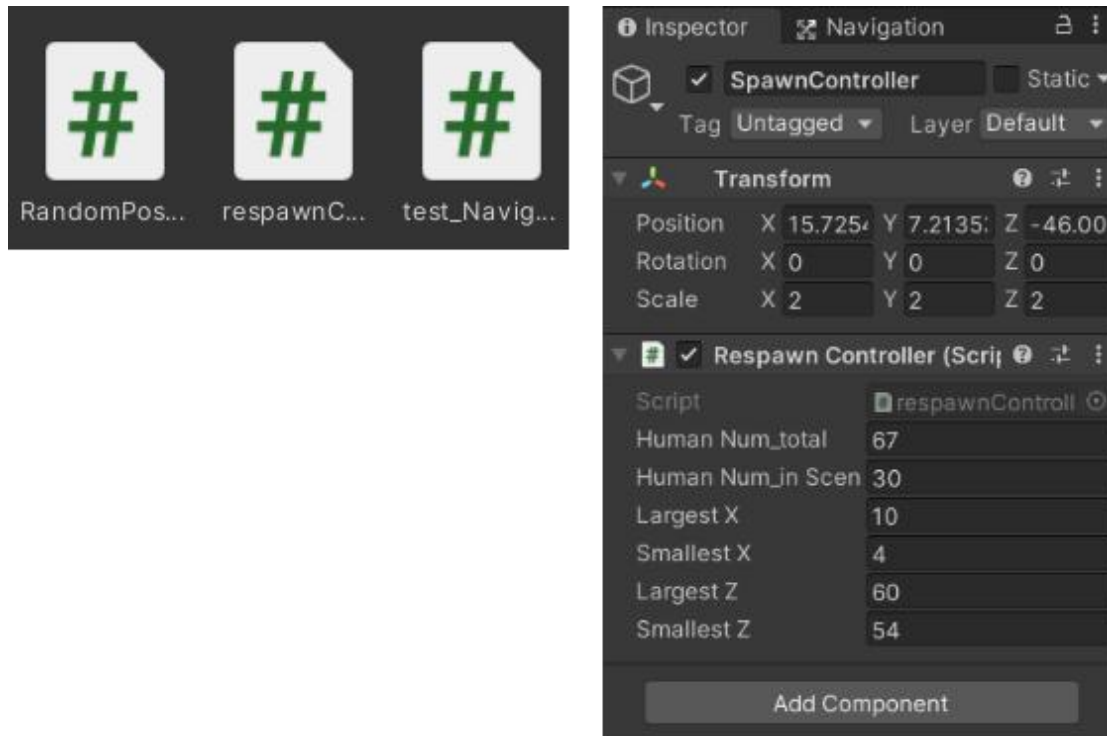 RandomPos... respawnC... test_Navig...
Inspector Navigation
SpawnController Static
Tag Untagged Layer Default
Transform
Position X 15.725 Y 7.2135 Z -46.00
Rotation X 0 Y 0 Z 0
Scale X 2 Y 2 Z 2
# Respawn Controller (Scri
Script respawnControll
Human Num_total 67
Human Num_in Scen 30
Largest X 10
Smallest X 4
Largest Z 60
Smallest Z 54
Add Component